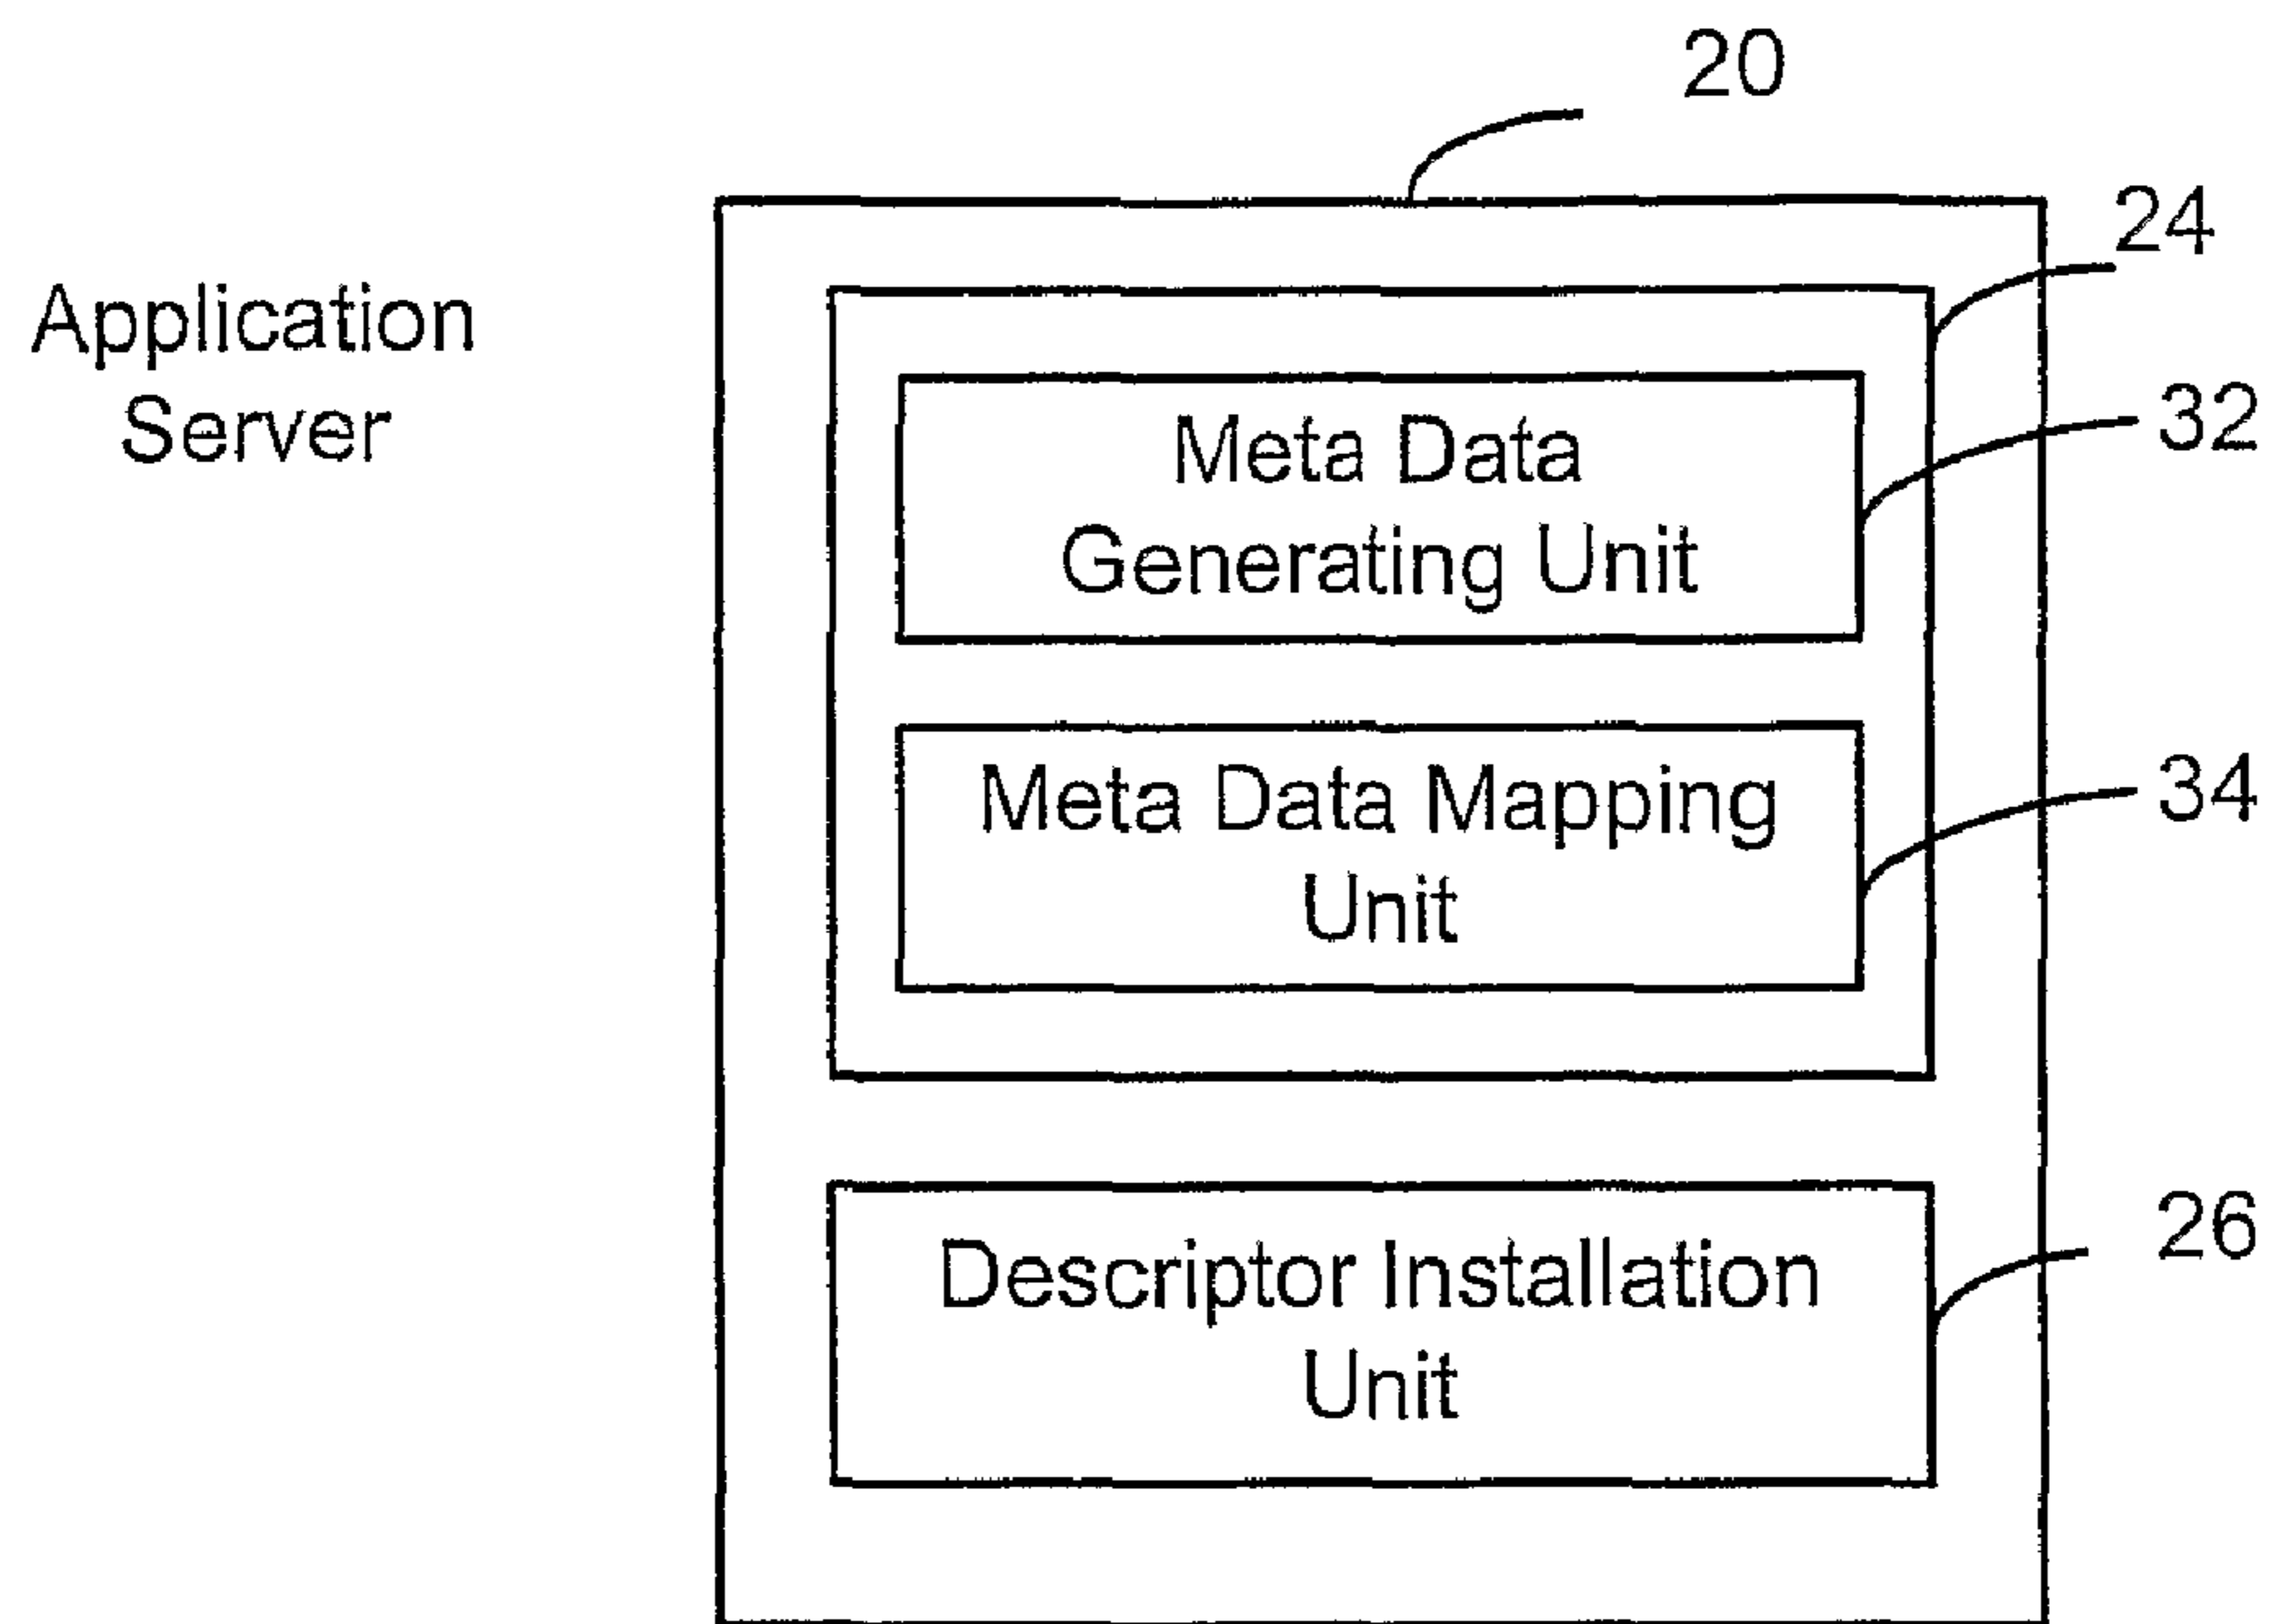 20
24
Application
Server
Meta Data
Generating Unit
32
Meta Data Mapping
Unit
34
Descriptor Installation
Unit
26